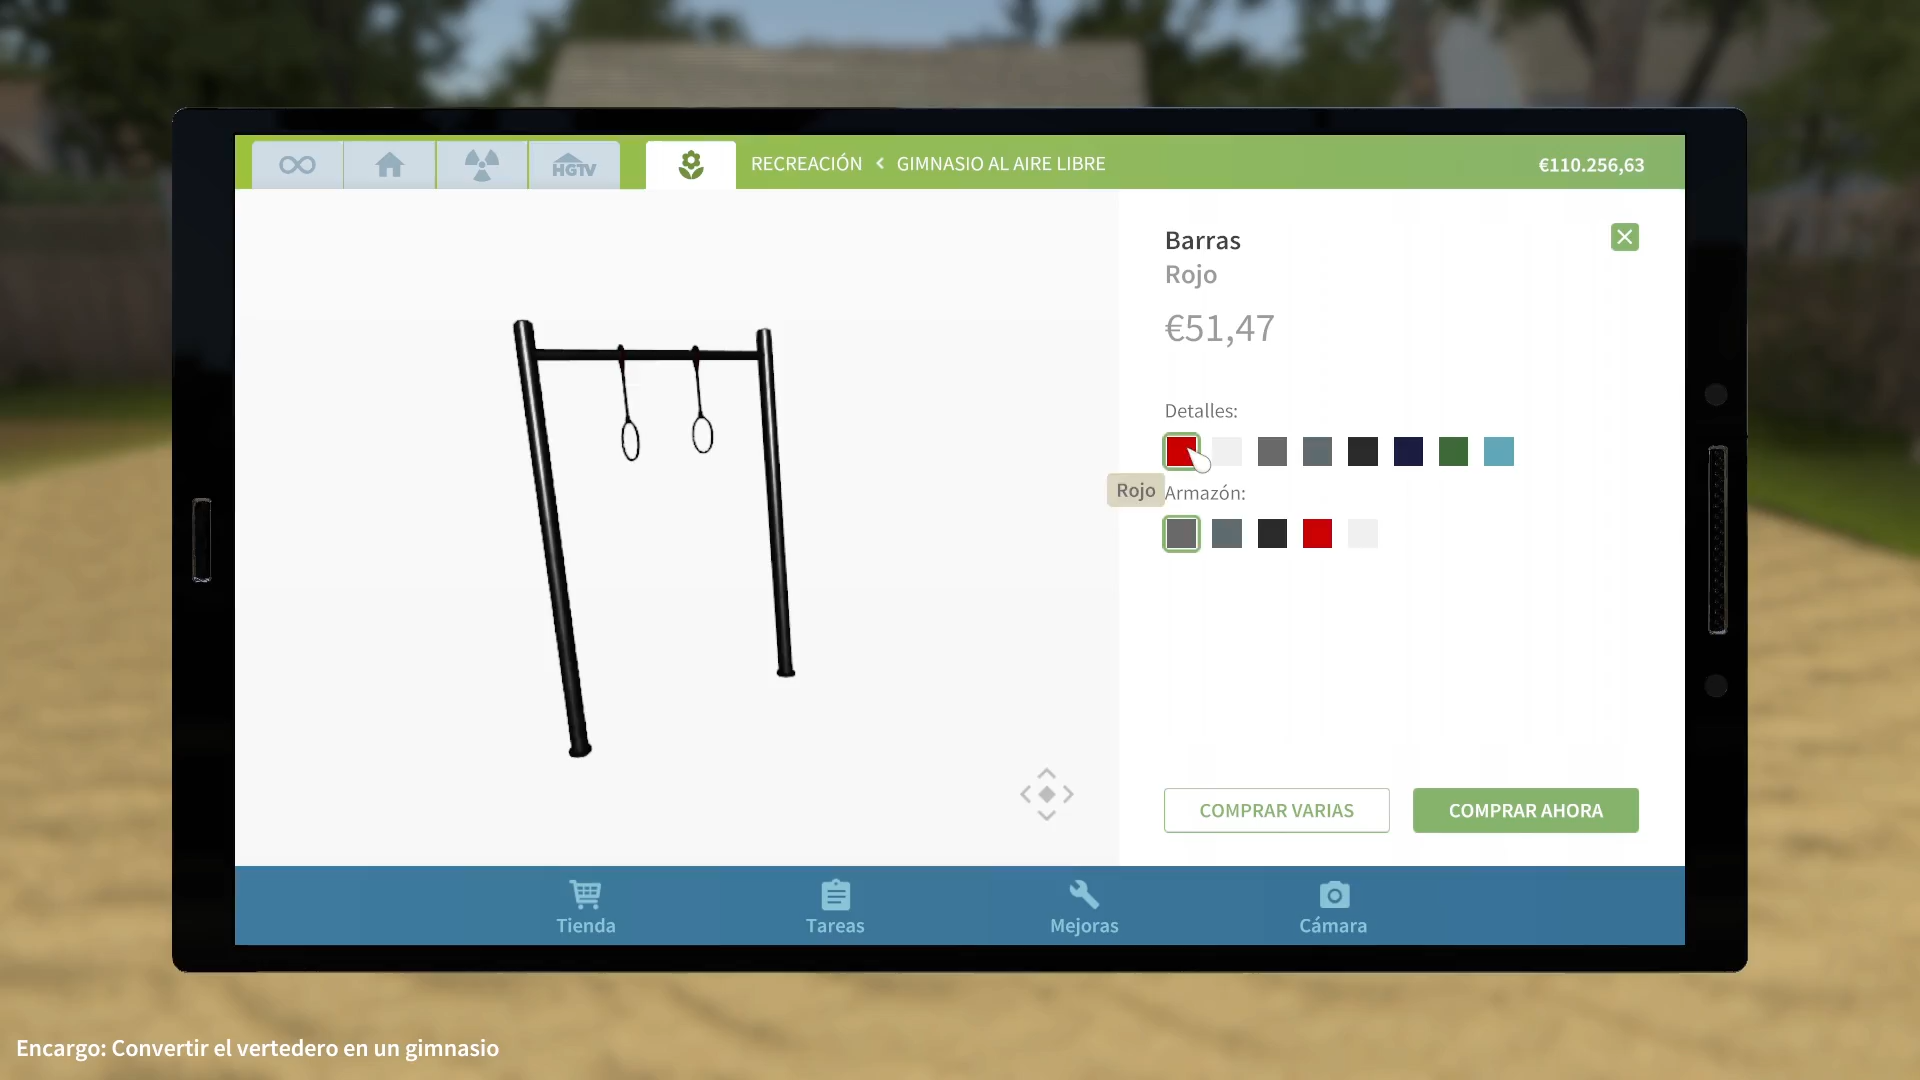 HGTV
RECREACIÓN < GIMNASIO AL AIRE LIBRE
€110.256,63
Barras
Rojo
€51,47
Detalles:
Rojo
Armazón:
COMPRAR VARIAS
COMPRAR AHORA
Tienda
Tareas
Mejoras
Cámara
Encargo: Convertir el vertedero en un gimnasio